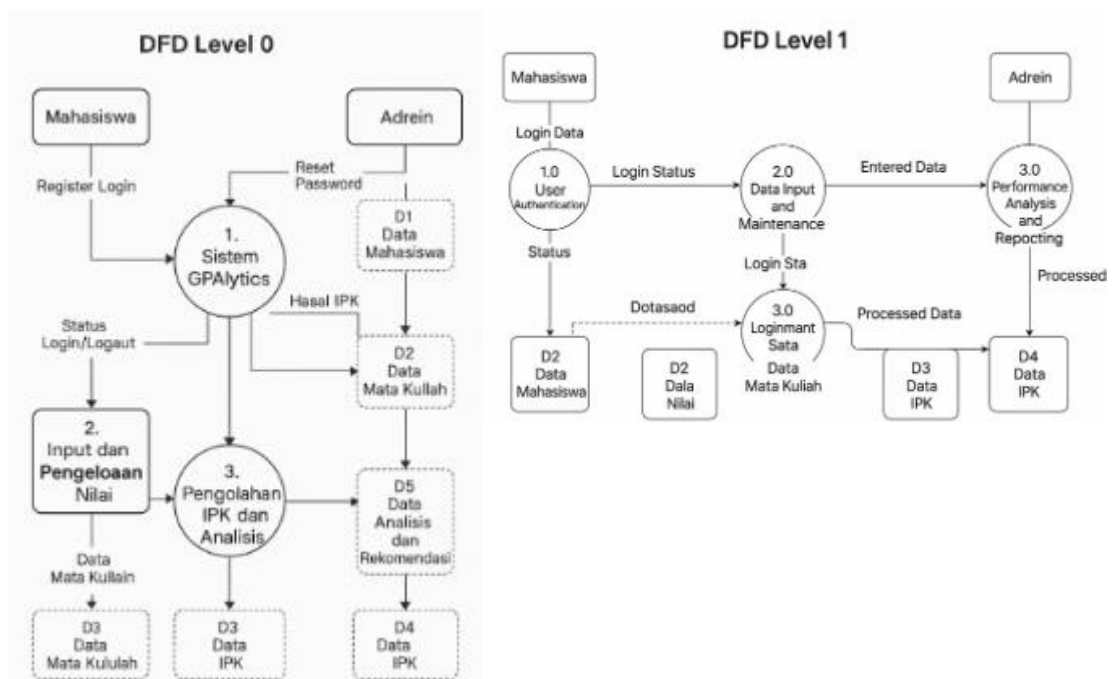 DFD Level 0
Mahasiswa
Adrein
Register Login
Reset
Password
1.
Sistem
GPAlytics
D1
Data
Mahasiswa
Hasal IPK
Status
Login/Logaut
D2
Data
Mata Kullah
2.
Input dan
Pengeloaan
Nilai
3.
Pengolahan
IPK dan
Analisis
D5
Data
Analisis
dan
Rekomendasi
Data
Mata Kullain
D3
Data
Mata Kululah
D3
Data
IPK
D4
Data
IPK
DFD Level 1
Mahasiswa
Adrein
Login Data
1.0
User
Authentication
Login Status
2.0
Data Input
and
Maintenance
Entered Data
3.0
Performance
Analysis
and
Repocting
Status
Login Sta
Processed
Dotasaod
3.0
Loginmant
Sata
Data
Mata Kuliah
Processed Data
D2
Data
Mahasiswa
D2
Dala
Nilai
D3
Data
IPK
D4
Data
IPK